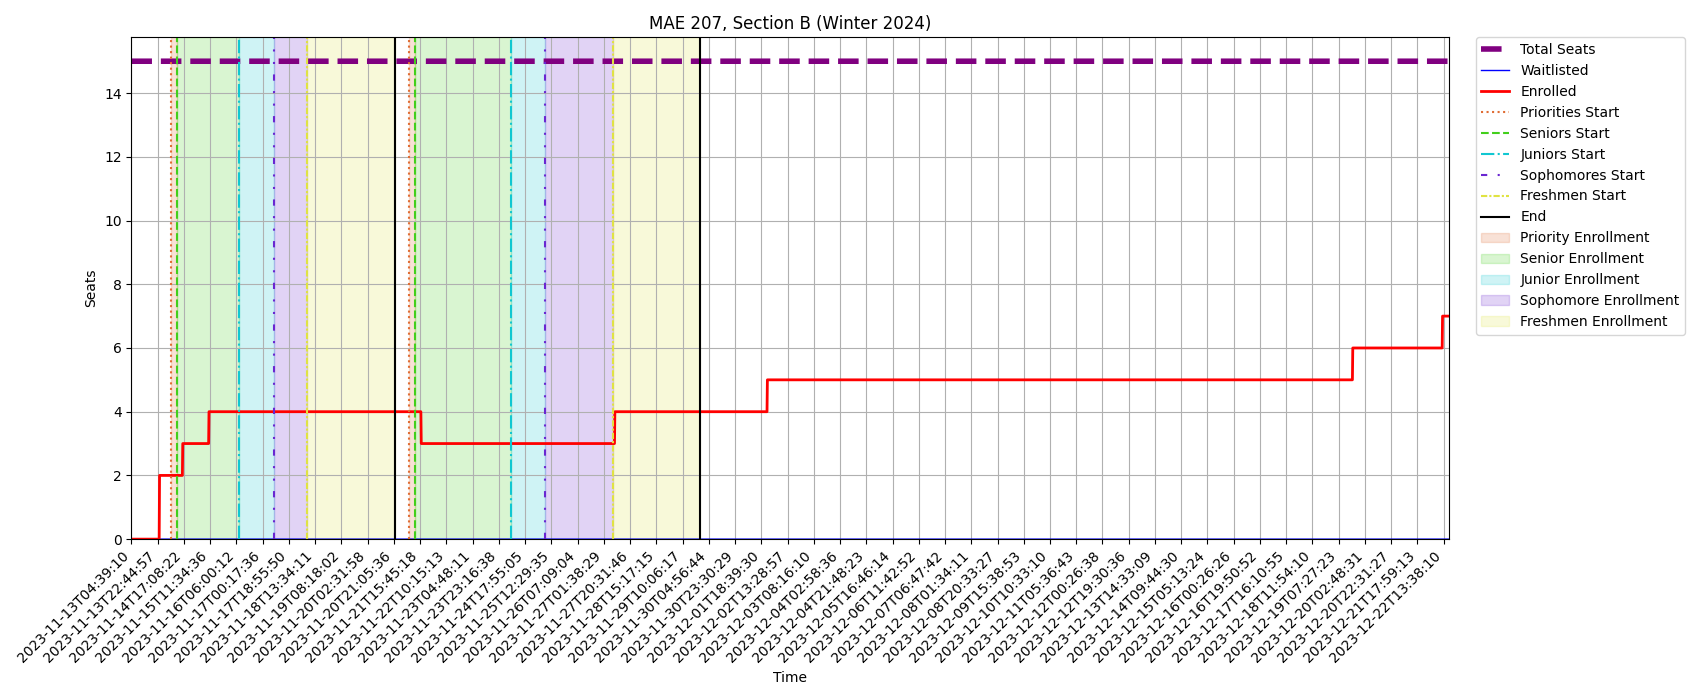 MAE 207, Section B (Winter 2024)
Total Seats
Waitlisted
Enrolled
Priorities Start
Seniors Start
Juniors Start
Sophomores Start
Freshmen Start
End
Priority Enrollment
Senior Enrollment
Junior Enrollment
Sophomore Enrollment
Freshmen Enrollment
Seats
14
12
10
8
6
4
2
0
2023-11-13T04:39:10
2023-11-13T22:44:57
2023-11-14T17:08:22
2023-11-15T11:34:36
2023-11-16T06:00:12
2023-11-17T00:17:36
2023-11-17T18:55:50
2023-11-18T13:34:11
2023-11-19T08:18:02
2023-11-20T02:31:58
2023-11-20T21:05:36
2023-11-21T15:45:18
2023-11-22T10:15:13
2023-11-23T04:48:11
2023-11-23T23:16:38
2023-11-24T17:55:05
2023-11-25T12:29:35
2023-11-26T07:09:04
2023-11-27T01:38:29
2023-11-27T20:31:46
2023-11-28T15:17:15
2023-11-29T10:06:17
2023-11-30T04:56:44
2023-11-30T23:30:29
2023-12-01T18:39:30
2023-12-02T13:28:57
2023-12-03T08:16:10
2023-12-04T02:58:36
2023-12-04T21:48:23
2023-12-05T16:46:14
2023-12-06T11:42:52
2023-12-07T06:47:42
2023-12-08T01:34:11
2023-12-08T20:33:27
2023-12-09T15:38:53
2023-12-10T10:33:10
2023-12-11T05:36:43
2023-12-12T00:26:38
2023-12-12T19:30:36
2023-12-13T14:33:09
2023-12-14T09:44:30
2023-12-15T05:13:24
2023-12-16T00:26:26
2023-12-16T19:50:52
2023-12-17T16:10:55
2023-12-18T11:54:10
2023-12-19T07:27:23
2023-12-20T02:48:31
2023-12-20T22:31:27
2023-12-21T17:59:13
2023-12-22T13:38:10
Time